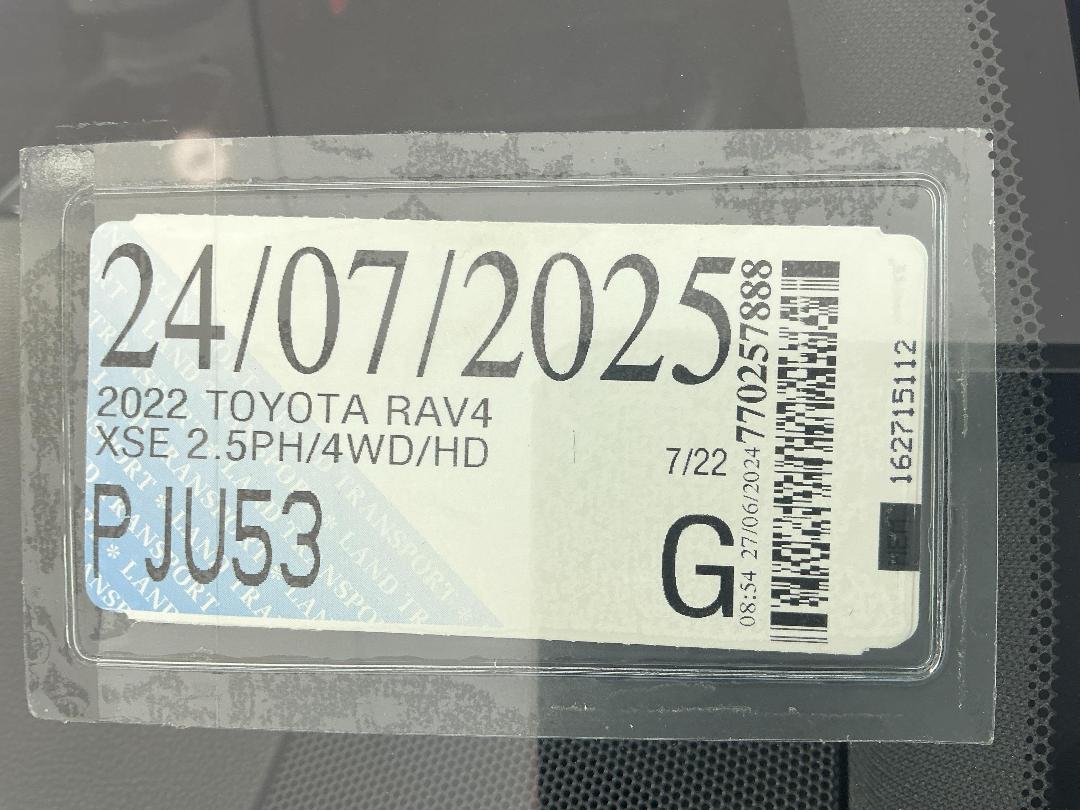 24/07/2025
2022 TOYOTA RAV4
XSE 2.5PH/4WD/HD
7/22
PJU53
G
08:54 27/06/2024
770257888
162715112